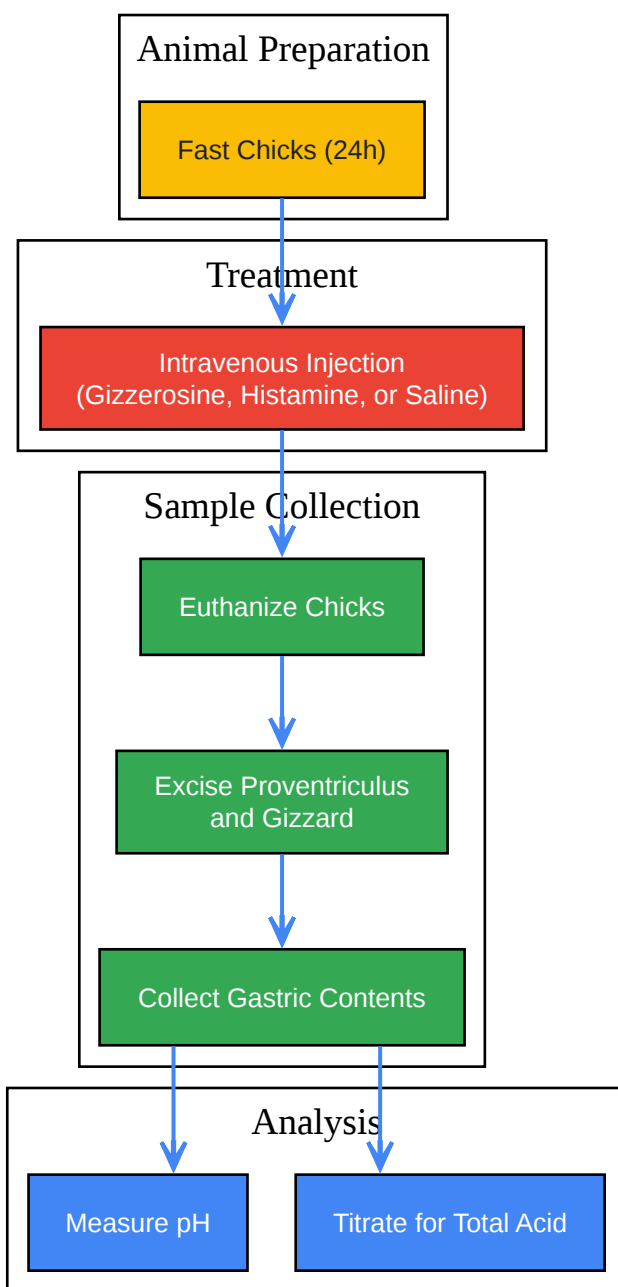 Animal Preparation
Fast Chicks (24h)
Treatment
Intravenous Injection
(Gizzerosine, Histamine, or Saline)
Sample Collection
Euthanize Chicks
Excise Proventriculus
and Gizzard
Collect Gastric Contents
Analysis
Measure pH
Titrate for Total Acid